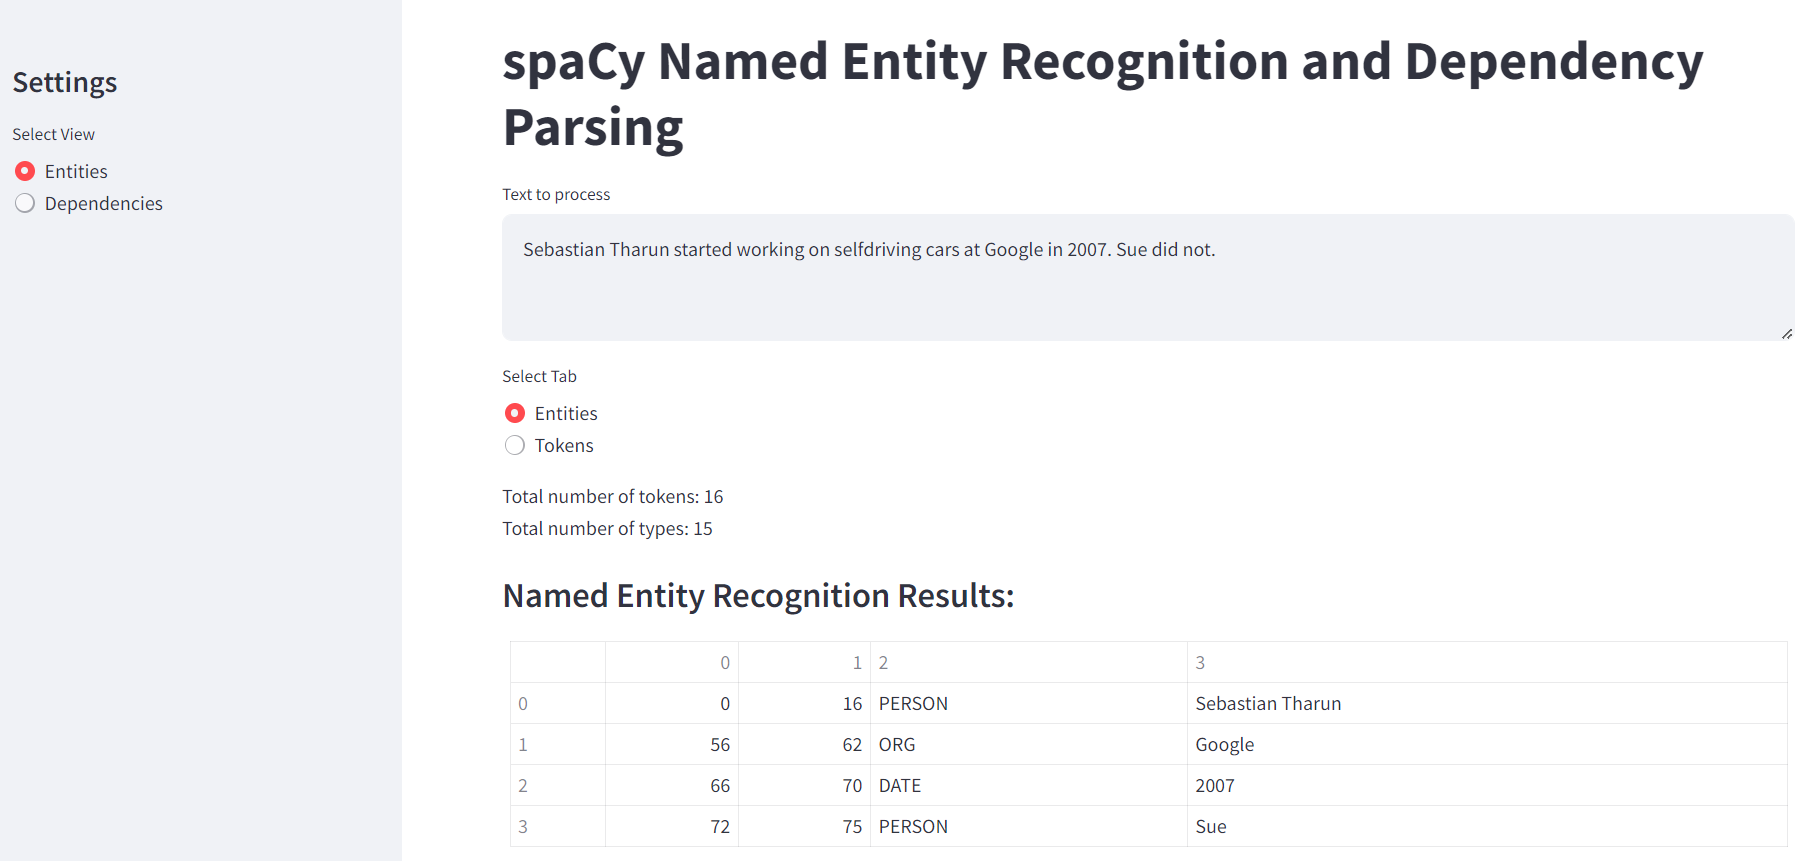 Settings
Select View
Entities
Dependencies
spaCy Named Entity Recognition and Dependency
Parsing
Text to process
Sebastian Tharun started working on selfdriving cars at Google in 2007. Sue did not.
Select Tab
Entities
Tokens
Total number of tokens: 16
Total number of types: 15
Named Entity Recognition Results:
0 1 2 3
0 0 16 PERSON Sebastian Tharun
1 56 62 ORG Google
2 66 70 DATE 2007
3 72 75 PERSON Sue